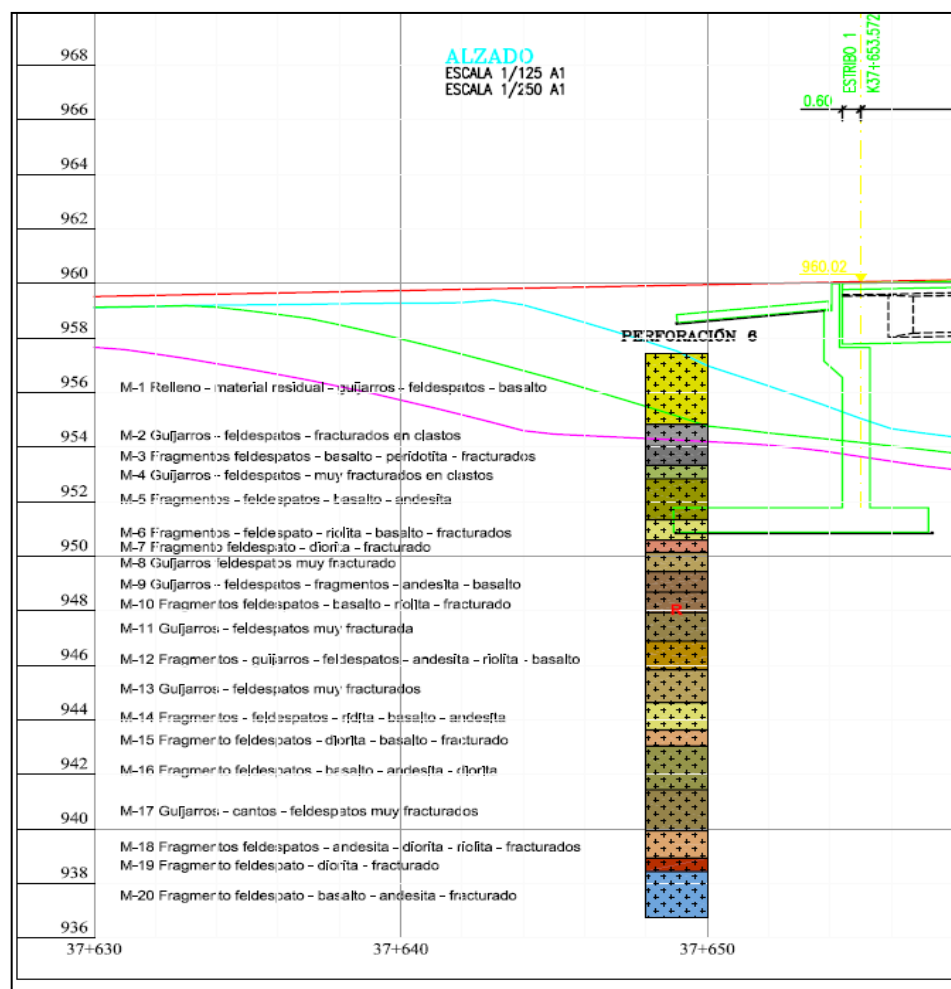 968
966
964
962
960
958
956
954
952
950
948
946
944
942
940
938
936
ALZADO
ESCALA 1/125 A1
ESCALA 1/250 A1
ESTRIBO 1
K37+653.572
0.60
960.02
PERFORACIÓN 6
M-1 Relleno - material residual - guijarros - feldespatos - basalto
M-2 Guijarros - feldespatos - fracturados en clastos
M-3 Fragmentos feldespatos - basalto - peridotita - fracturados
M-4 Guijarros - feldespatos - muy fracturados en clastos
M-5 Fragmentos - feldespatos - basalto - andesita
M-6 Fragmentos - feldespato - riolita - basalto - fracturados
M-7 Fragmento feldespato - diorita - fracturado
M-8 Guijarros feldespatos muy fracturado
M-9 Guijarros - feldespatos - fragmentos - andesita - basalto
M-10 Fragmentos feldespatos - basalto - riolita - fracturado
R
M-11 Guijarros - feldespatos muy fracturada
M-12 Fragmentos - guijarros - feldespatos - andesita - riolita - basalto
M-13 Guijarros - feldespatos muy fracturados
M-14 Fragmentos - feldespatos - riolita - basalto - andesita
M-15 Fragmento feldespatos - diorita - basalto - fracturado
M-16 Fragmento feldespatos - basalto - andesita - diorita
M-17 Guijarros - cantos - feldespatos muy fracturados
M-18 Fragmentos feldespatos - andesita - diorita - riolita - fracturados
M-19 Fragmento feldespato - diorita - fracturado
M-20 Fragmento feldespato - basalto - andesita - fracturado
37+630
37+640
37+650